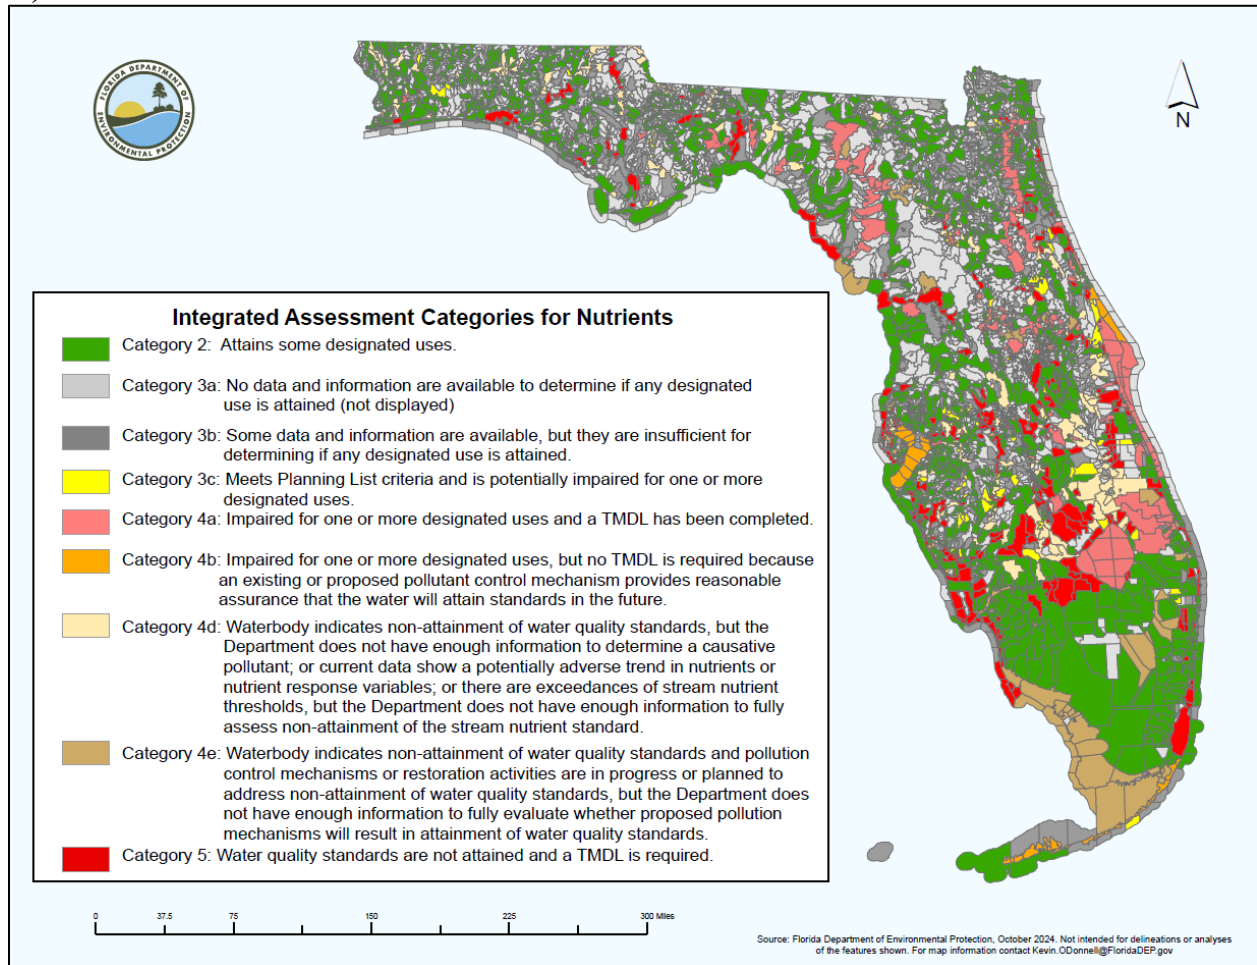 FLORIDA DEPARTMENT OF
ENVIRONMENTAL PROTECTION
N
Integrated Assessment Categories for Nutrients
Category 2: Attains some designated uses.
Category 3a: No data and information are available to determine if any designated
use is attained (not displayed)
Category 3b: Some data and information are available, but they are insufficient for
determining if any designated use is attained.
Category 3c: Meets Planning List criteria and is potentially impaired for one or more
designated uses.
Category 4a: Impaired for one or more designated uses and a TMDL has been completed.
Category 4b: Impaired for one or more designated uses, but no TMDL is required because
an existing or proposed pollutant control mechanism provides reasonable
assurance that the water will attain standards in the future.
Category 4d: Waterbody indicates non-attainment of water quality standards, but the
Department does not have enough information to determine a causative
pollutant; or current data show a potentially adverse trend in nutrients or
nutrient response variables; or there are exceedances of stream nutrient
thresholds, but the Department does not have enough information to fully
assess non-attainment of the stream nutrient standard.
Category 4e: Waterbody indicates non-attainment of water quality standards and pollution
control mechanisms or restoration activities are in progress or planned to
address non-attainment of water quality standards, but the Department does
not have enough information to fully evaluate whether proposed pollution
mechanisms will result in attainment of water quality standards.
Category 5: Water quality standards are not attained and a TMDL is required.
0 37.5 75 150 225 300 Miles
Source: Florida Department of Environmental Protection, October 2024. Not intended for delineations or analyses
of the features shown. For map information contact Kevin.ODonnell@FloridaDEP.gov